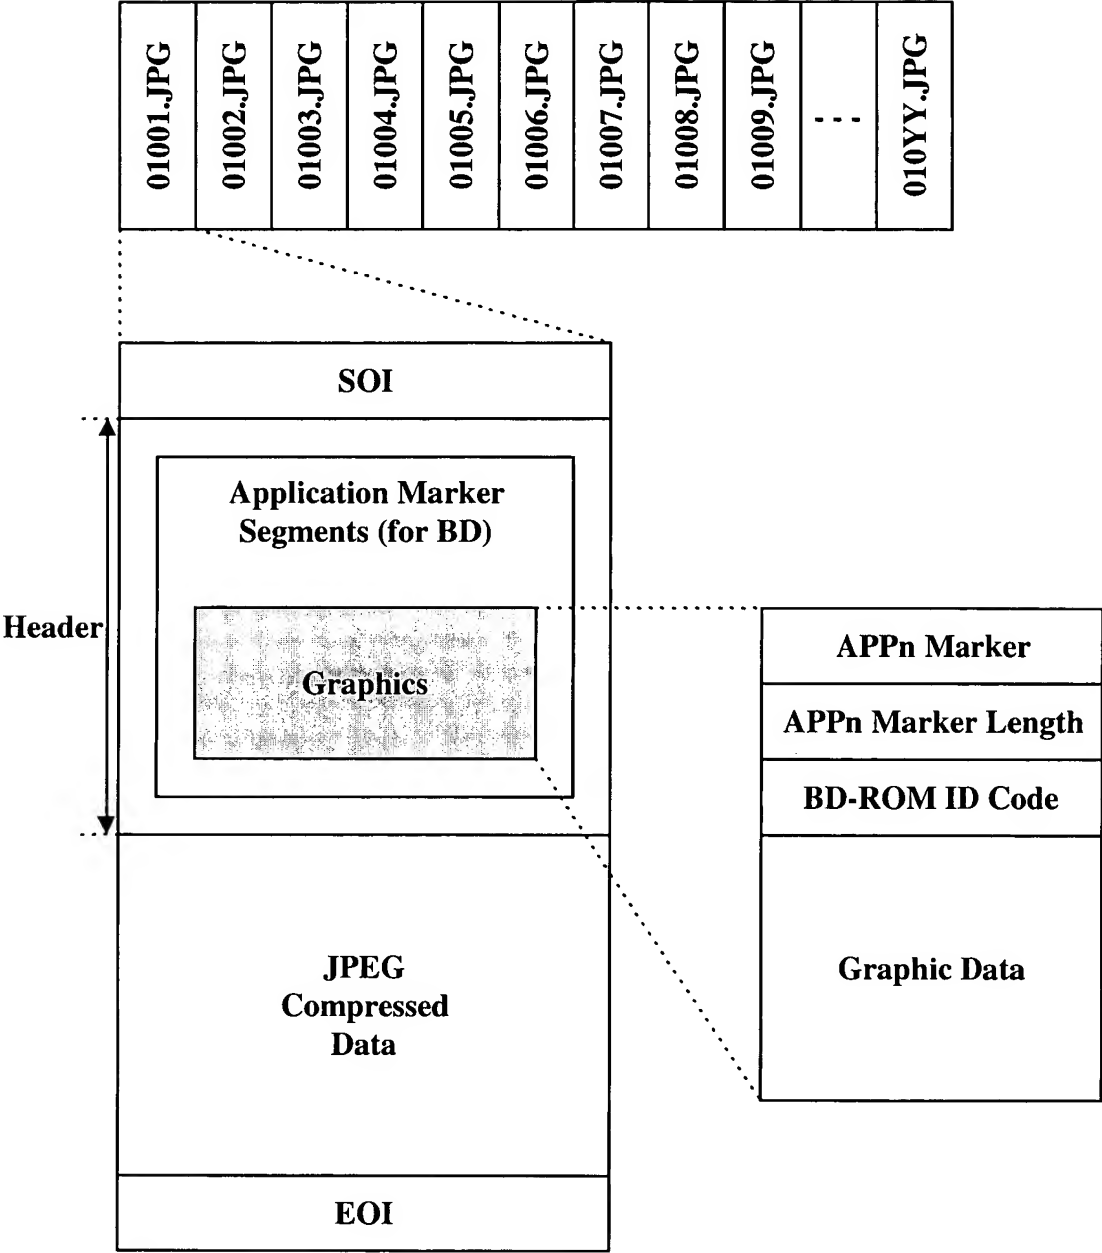 01001.JPG
01002.JPG
01003.JPG
01004.JPG
01005.JPG
01006.JPG
01007.JPG
01008.JPG
01009.JPG
010YY.JPG
SOI
Application Marker
Segments (for BD)
Header
Graphics
APPn Marker
APPn Marker Length
BD-ROM ID Code
Graphic Data
JPEG
Compressed
Data
EOI